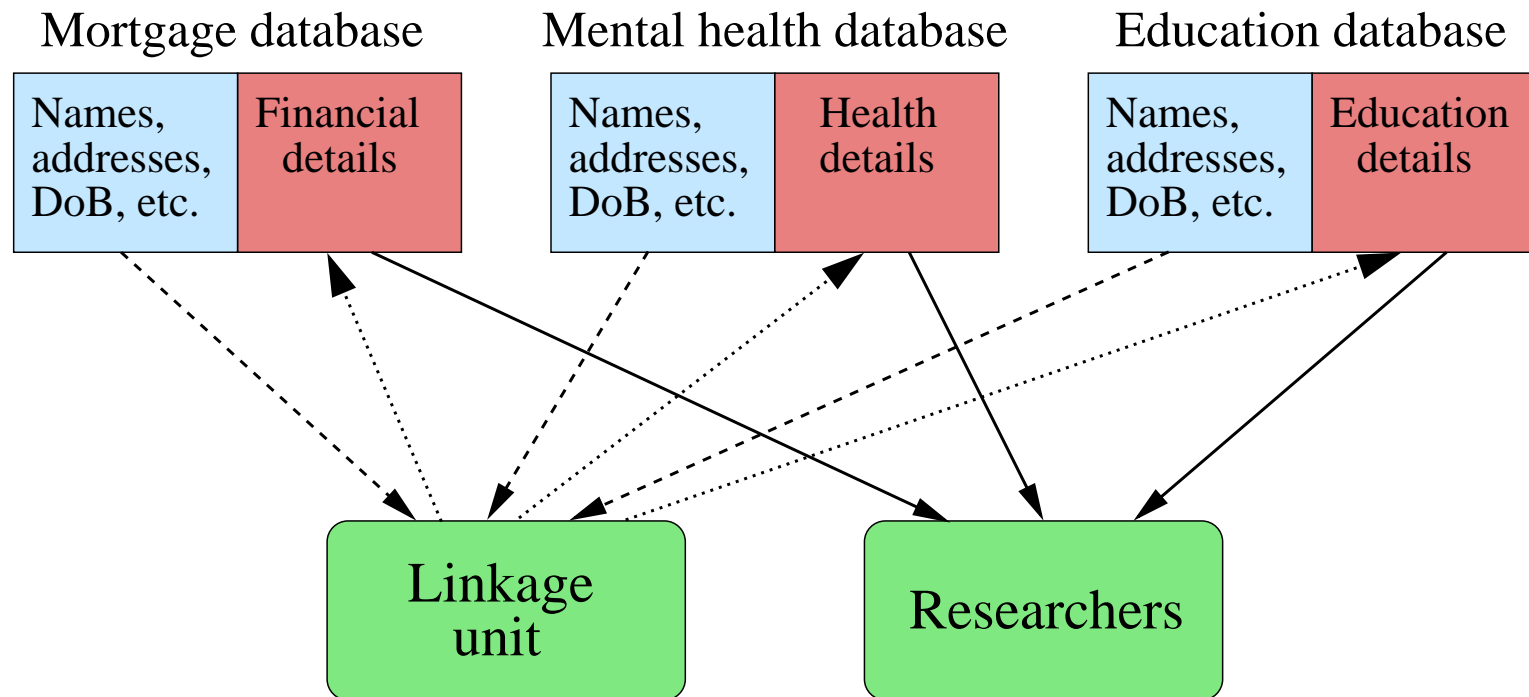 Mortgage database
Mental health database
Education database
Names,
addresses,
DoB, etc.
Financial
details
Names,
addresses,
DoB, etc.
Health
details
Names,
addresses,
DoB, etc.
Education
details
Linkage
unit
Researchers